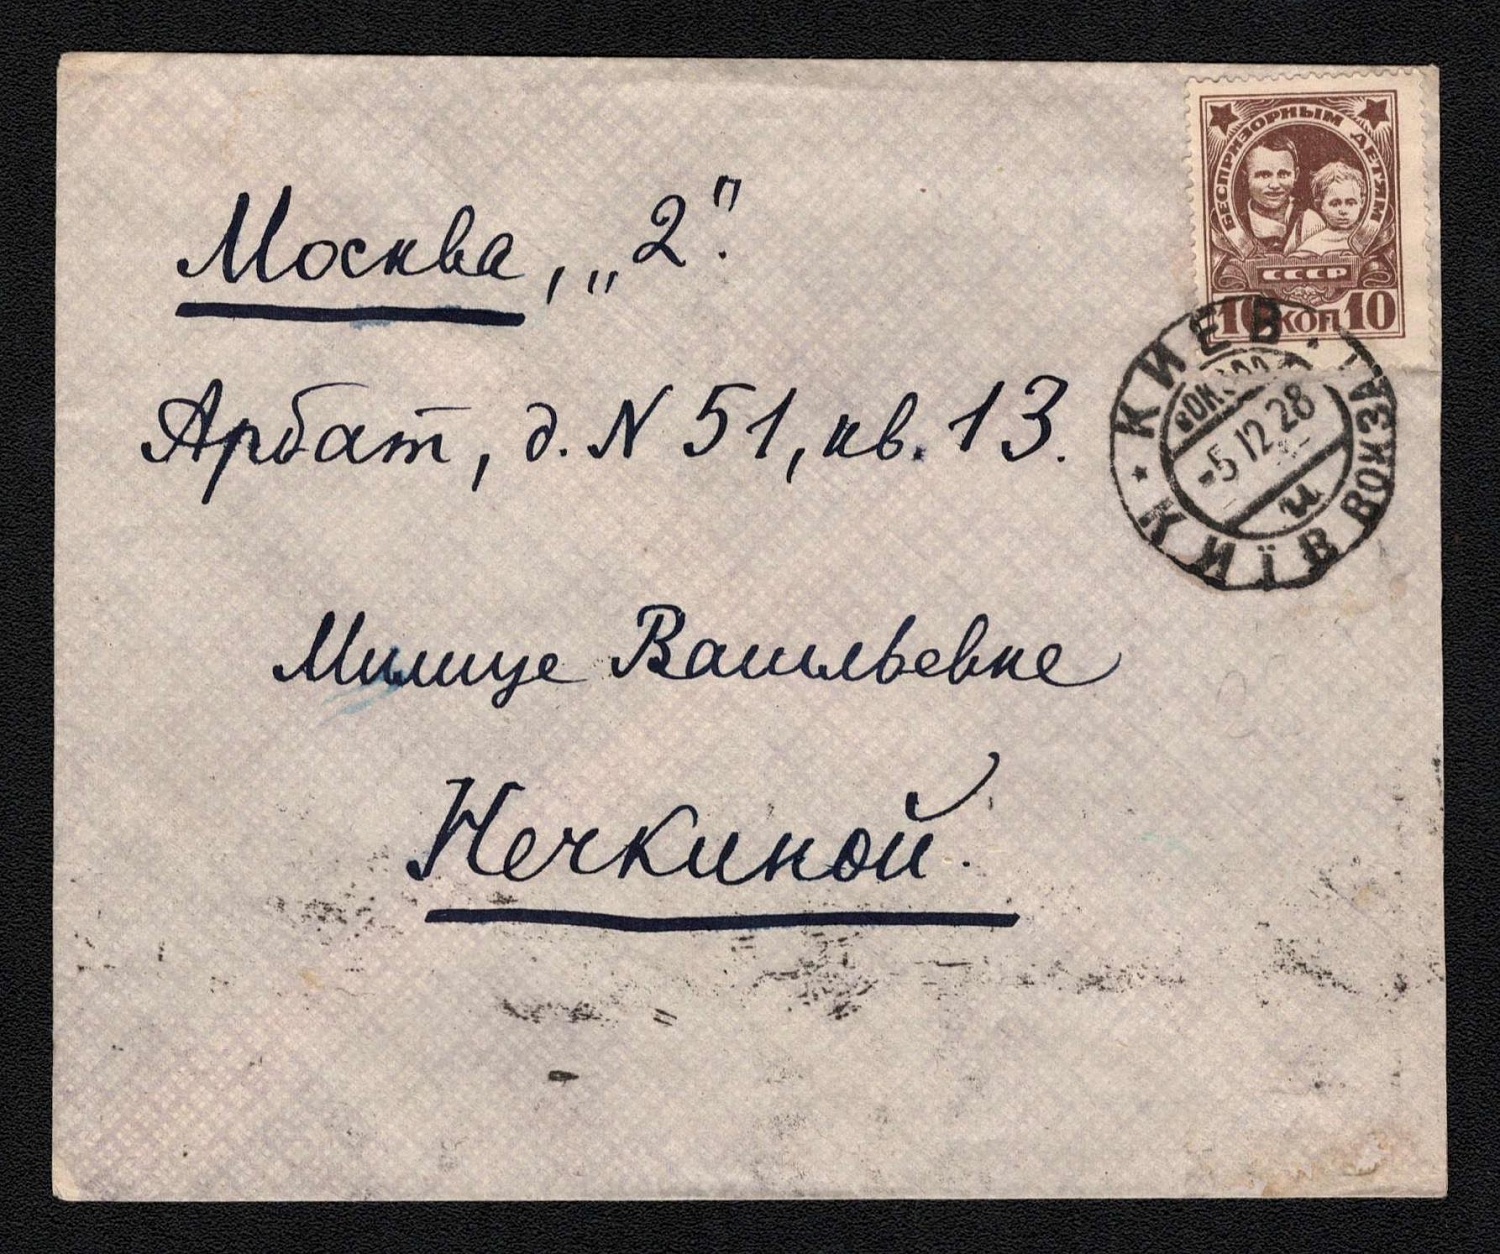 Москва, „2".
Арбат, д. N 51, кв. 13.
Милице Васильевне
Нечкиной.
БЕСПРИЗОРНЫМ ДЕТЯМ
СССР
10 КОП 10
КИЕВ
ВОКЗАЛ
-5 12 28
и
КИЇВ ВОКЗАЛ